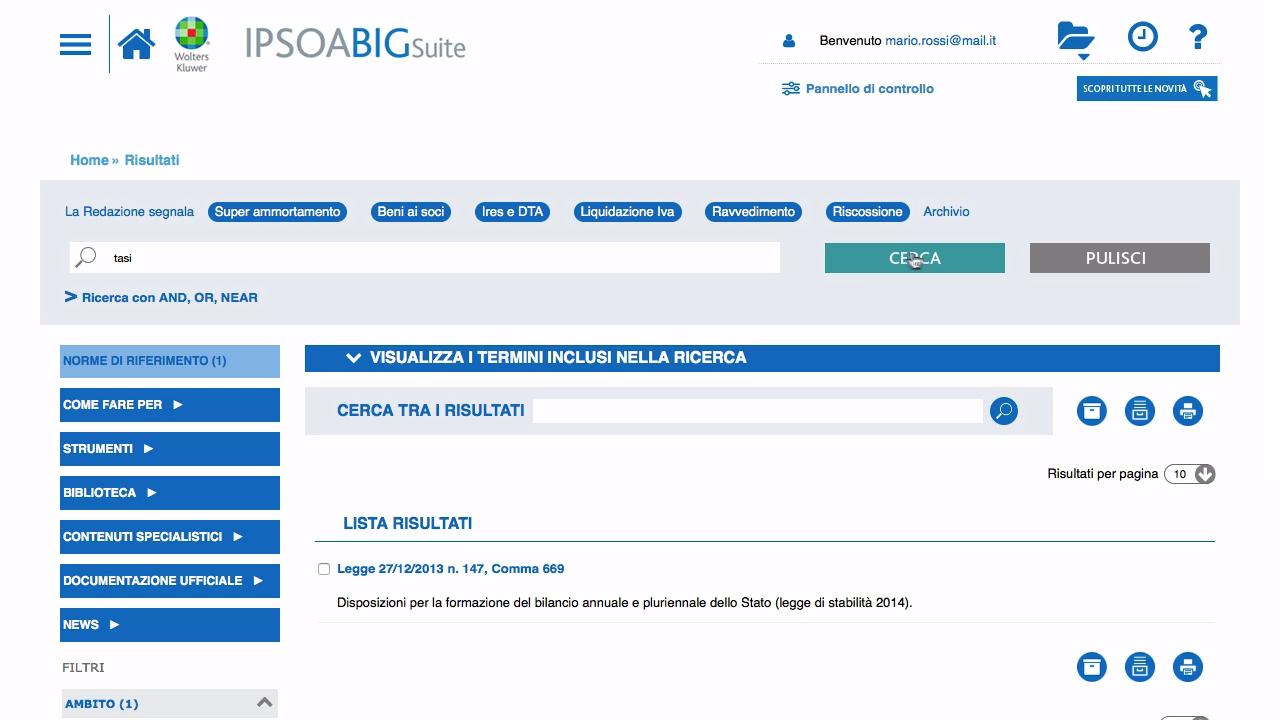 Wolters Kluwer
IPSOABIGSuite
Benvenuto mario.rossi@mail.it
?
Pannello di controllo
SCOPRI TUTTE LE NOVITÀ
Home » Risultati
La Redazione segnala Super ammortamento Beni ai soci Ires e DTA Liquidazione Iva Ravvedimento Riscossione Archivio
tasi CERCA PULISCI
> Ricerca con AND, OR, NEAR
NORME DI RIFERIMENTO (1)
COME FARE PER
STRUMENTI
BIBLIOTECA
CONTENUTI SPECIALISTICI
DOCUMENTAZIONE UFFICIALE
NEWS
FILTRI
AMBITO (1)
VISUALIZZA I TERMINI INCLUSI NELLA RICERCA
CERCA TRA I RISULTATI
Risultati per pagina 10
LISTA RISULTATI
Legge 27/12/2013 n. 147, Comma 669
Disposizioni per la formazione del bilancio annuale e pluriennale dello Stato (legge di stabilità 2014).